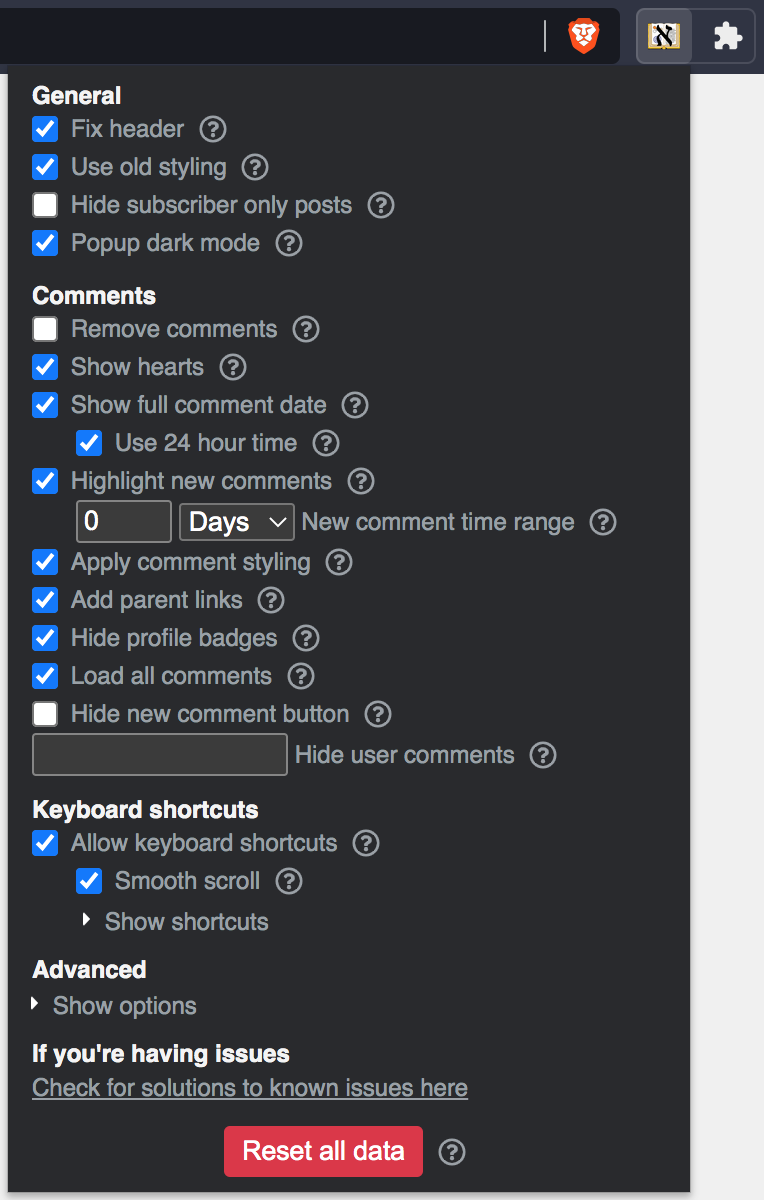 א
General
Fix header ?
Use old styling ?
Hide subscriber only posts ?
Popup dark mode ?
Comments
Remove comments ?
Show hearts ?
Show full comment date ?
Use 24 hour time ?
Highlight new comments ?
0 Days New comment time range ?
Apply comment styling ?
Add parent links ?
Hide profile badges ?
Load all comments ?
Hide new comment button ?
Hide user comments ?
Keyboard shortcuts
Allow keyboard shortcuts ?
Smooth scroll ?
Show shortcuts
Advanced
Show options
If you're having issues
Check for solutions to known issues here
Reset all data ?